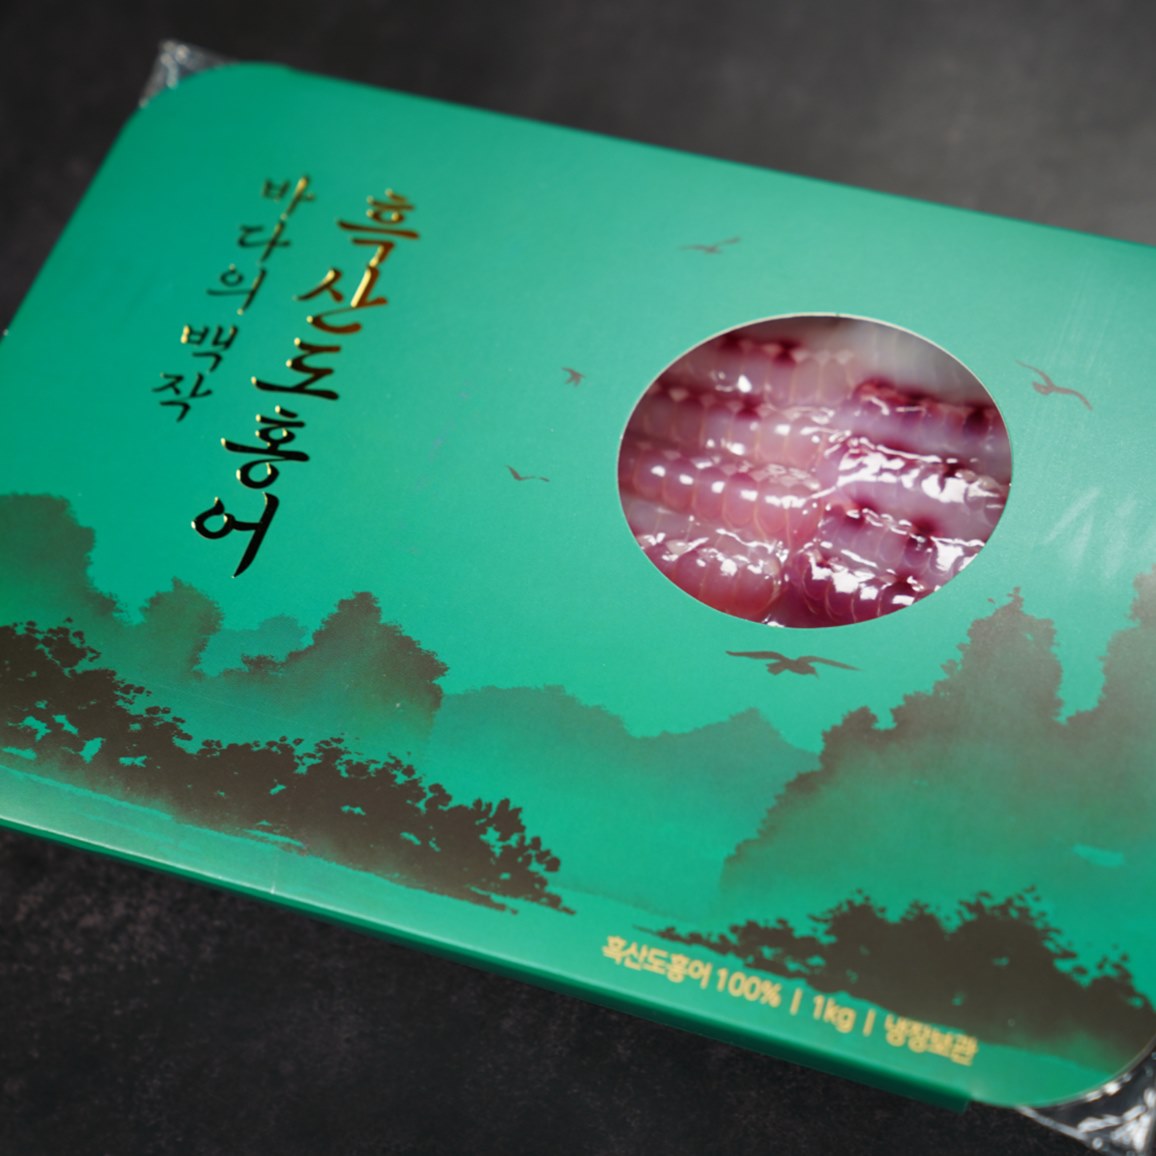 흑산도홍어
바다의 백작
흑산도홍어 100% | 1kg | 냉장보관